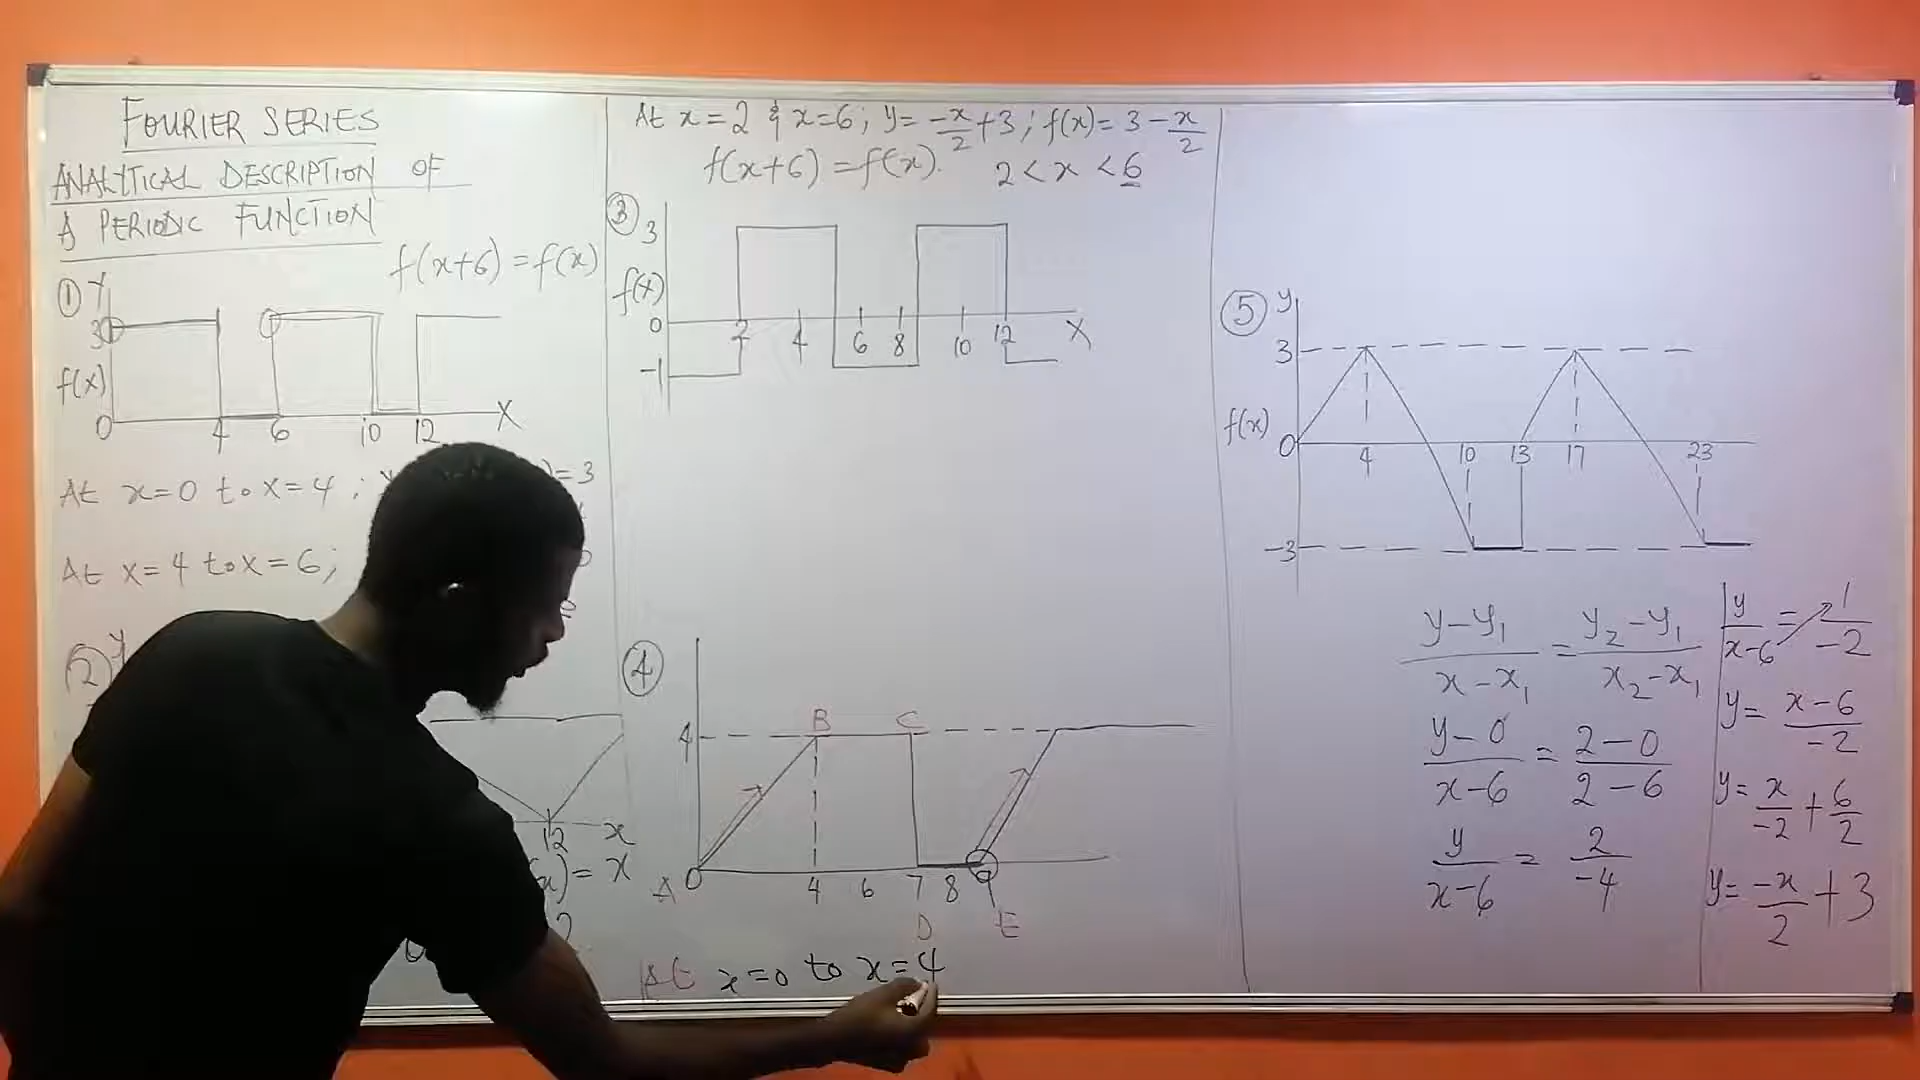 FOURIER SERIES
ANALYTICAL DESCRIPTION OF
A PERIODIC FUNCTION
f(x+6) = f(x)
① Y
3
f(x)
0 4 6 10 12 X
At x=0 to x=4 ; = 3
At x=4 to x=6;
(2) y
12 x
= x
2
At x=2 & x=6; y= -x/2 +3; f(x)= 3 - x/2
f(x+6) = f(x). 2 < x < 6
③ 3
f(x)
0 2 4 6 8 10 12 X
-1
④
B C
4
A 0 4 6 7 8 9
D E
At x=0 to x=4
⑤ y
3
f(x) 0 4 10 13 17 23
-3
y-y₁/x-x₁ = y₂-y₁/x₂-x₁
y-0/x-6 = 2-0/2-6
y/x-6 = 2/-4
y/x-6 = 1/-2
y= x-6/-2
y= x/-2 + 6/2
y= -x/2 + 3